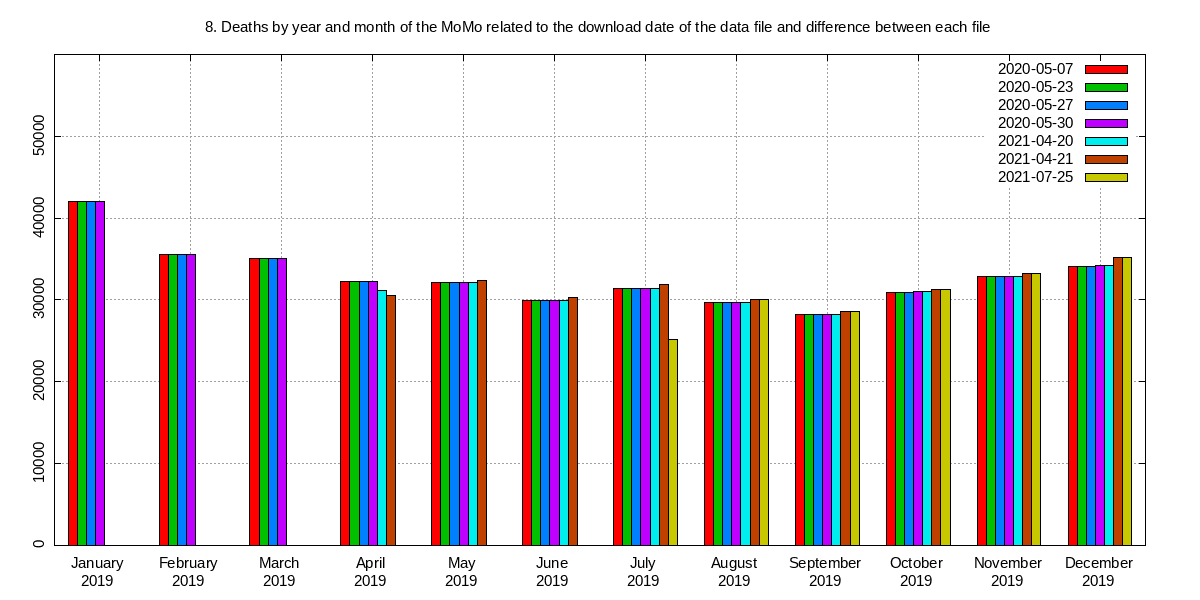 8. Deaths by year and month of the MoMo related to the download date of the data file and difference between each file
2020-05-07
2020-05-23
2020-05-27
2020-05-30
2021-04-20
2021-04-21
2021-07-25
50000
40000
30000
20000
10000
0
January 2019
February 2019
March 2019
April 2019
May 2019
June 2019
July 2019
August 2019
September 2019
October 2019
November 2019
December 2019